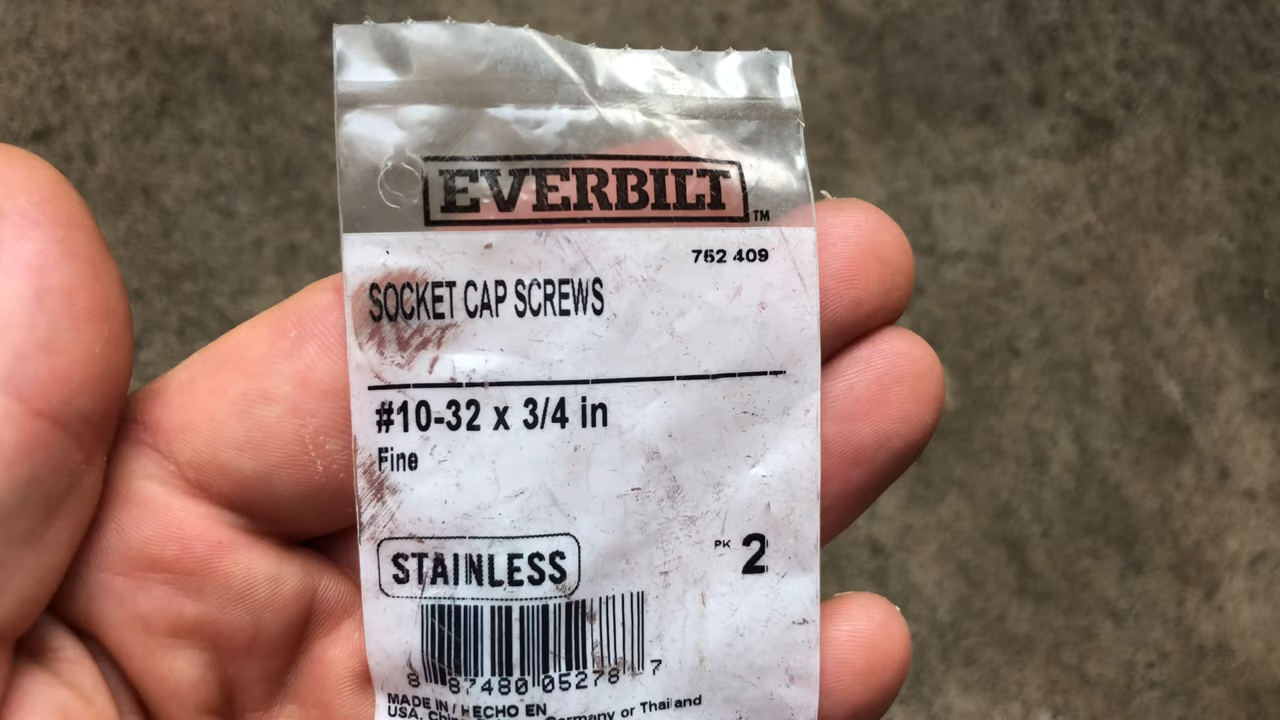 EVERBILT
TM
762 409
SOCKET CAP SCREWS
#10-32 x 3/4 in
Fine
STAINLESS
PK 2
8 87480 05278 7
MADE IN / HECHO EN
USA, Germany or Thailand